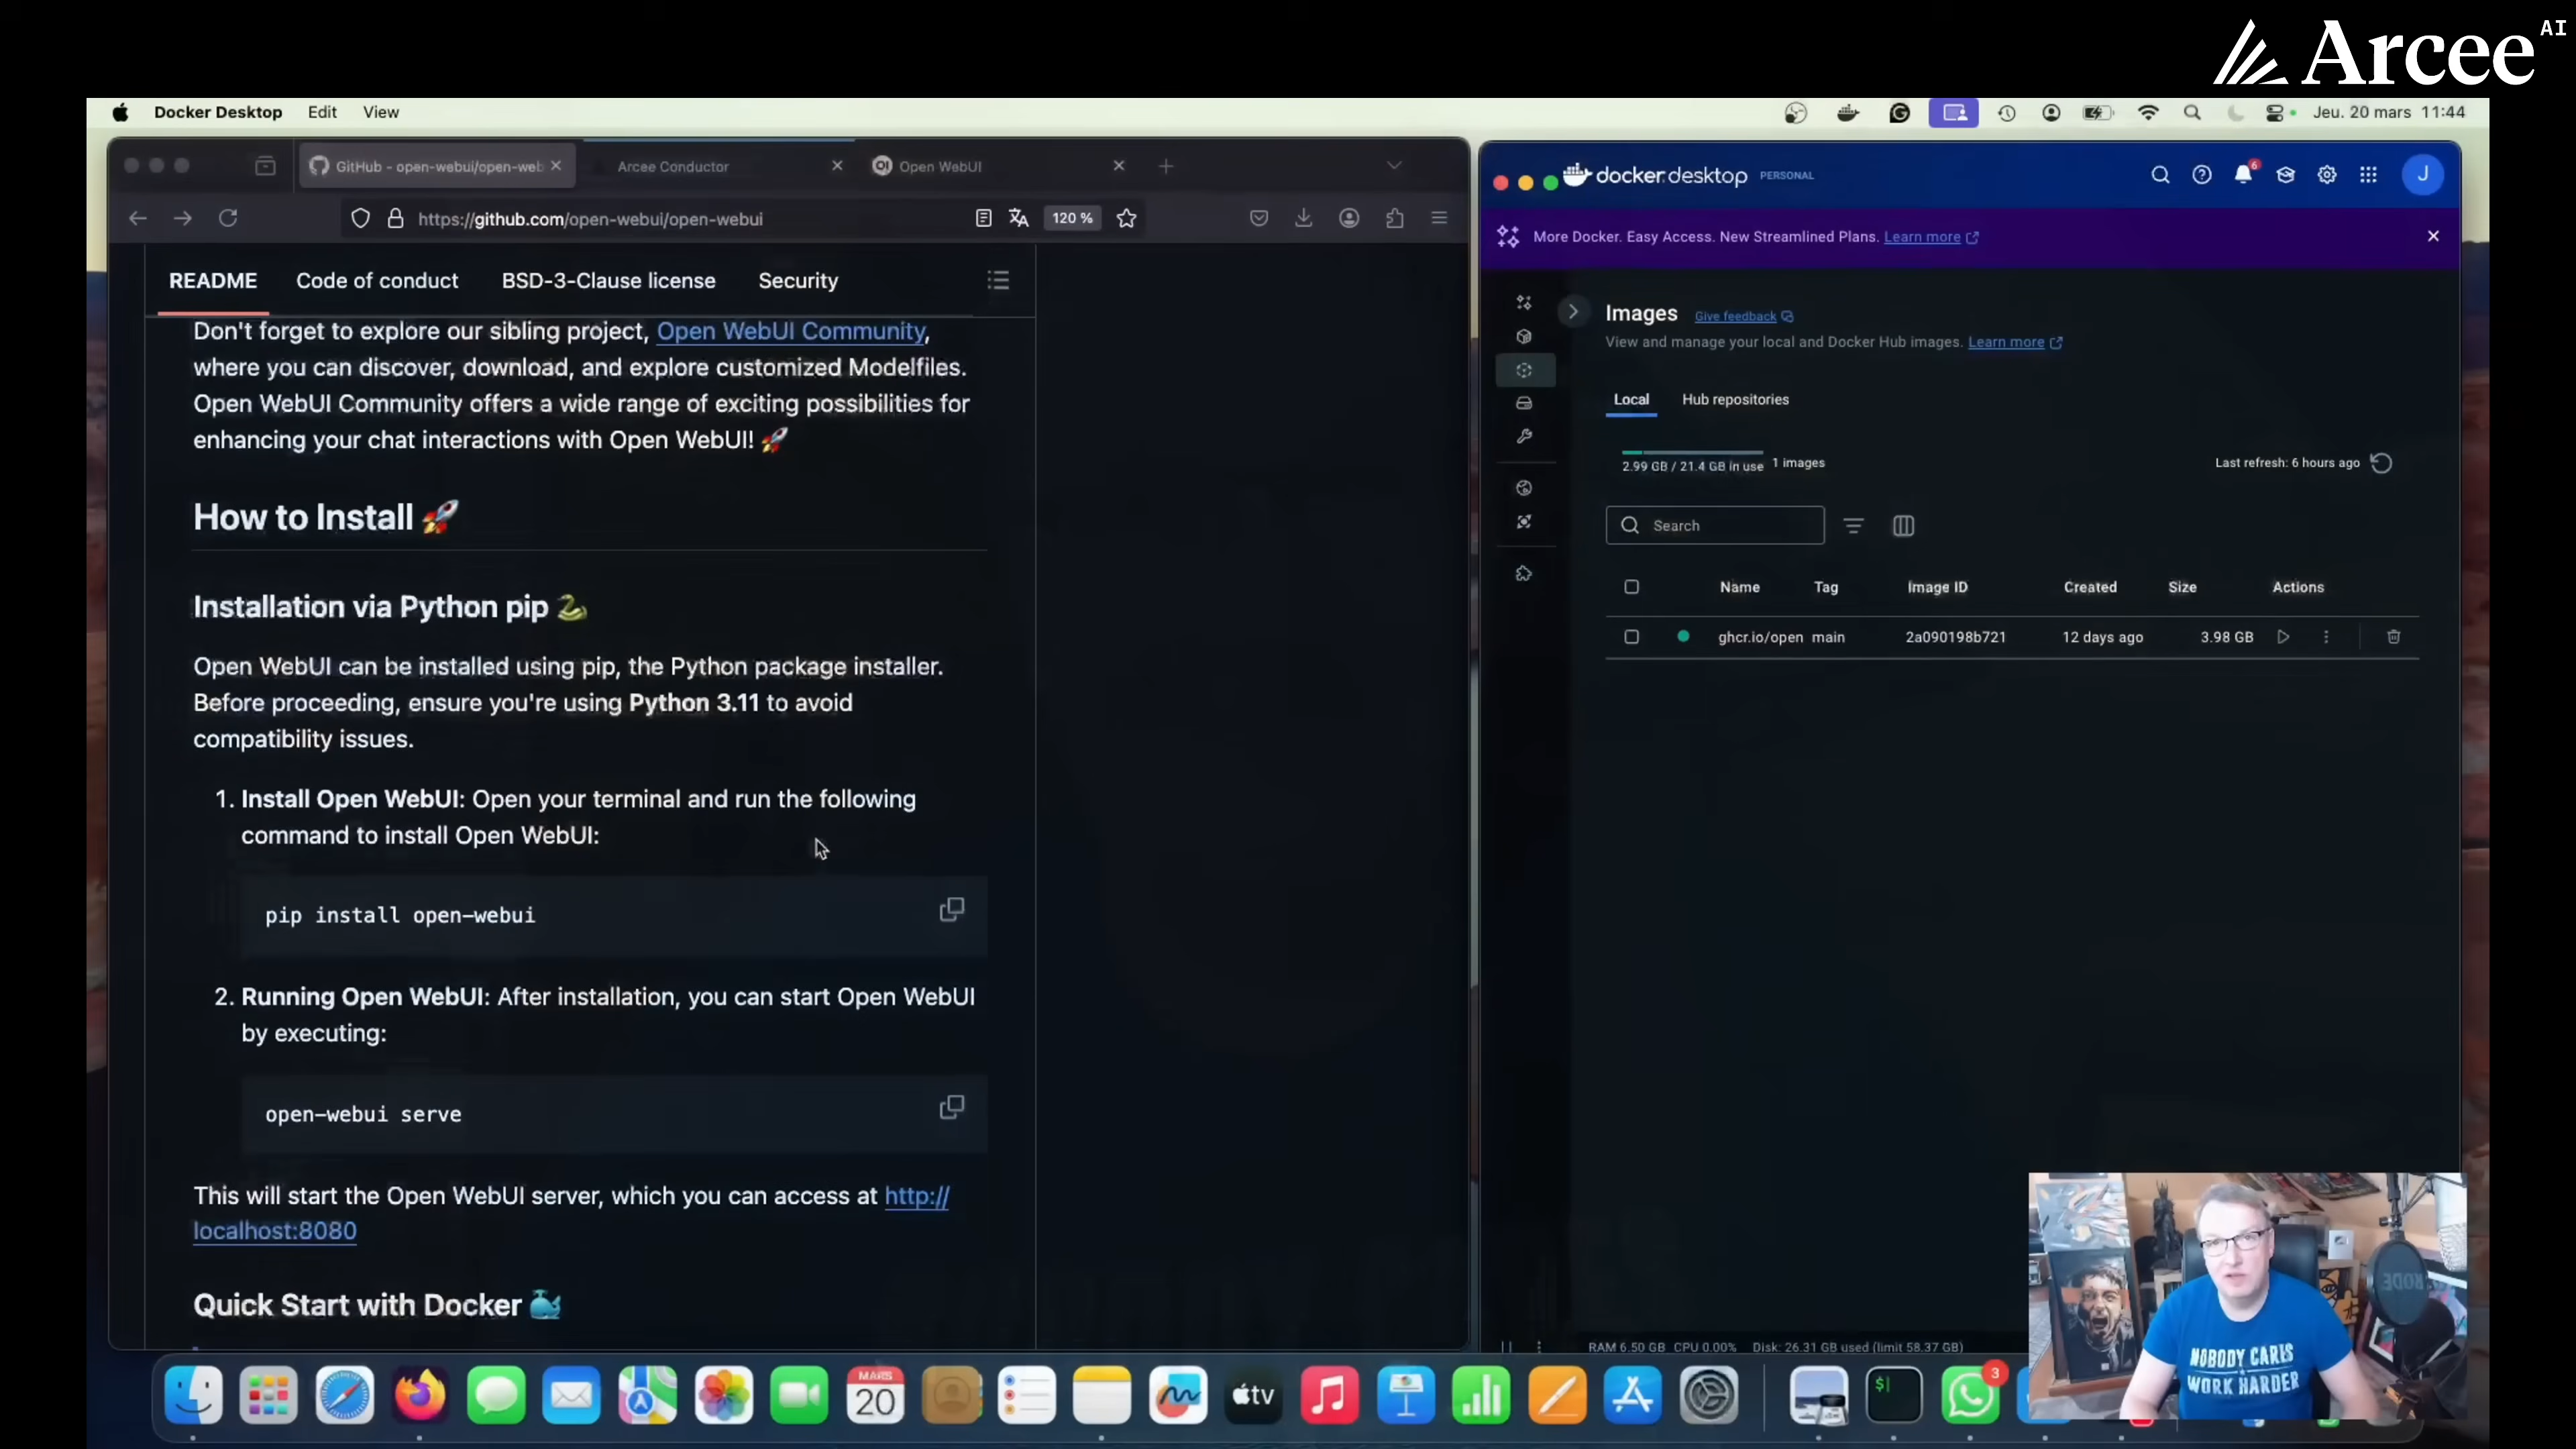 Arcee AI
Docker Desktop Edit View
Jeu. 20 mars 11:44
GitHub - open-webui/open-web
Arcee Conductor
Open WebUI
https://github.com/open-webui/open-webui
120 %
README Code of conduct BSD-3-Clause license Security
Don't forget to explore our sibling project, Open WebUI Community,
where you can discover, download, and explore customized Modelfiles.
Open WebUI Community offers a wide range of exciting possibilities for
enhancing your chat interactions with Open WebUI! 🚀
How to Install 🚀
Installation via Python pip 🐍
Open WebUI can be installed using pip, the Python package installer.
Before proceeding, ensure you're using Python 3.11 to avoid
compatibility issues.
1. Install Open WebUI: Open your terminal and run the following
command to install Open WebUI:
pip install open-webui
2. Running Open WebUI: After installation, you can start Open WebUI
by executing:
open-webui serve
This will start the Open WebUI server, which you can access at http://
localhost:8080
Quick Start with Docker 🐳
docker.desktop PERSONAL
6
J
More Docker. Easy Access. New Streamlined Plans. Learn more
Images Give feedback
View and manage your local and Docker Hub images. Learn more
Local Hub repositories
2.99 GB / 21.4 GB in use 1 images
Last refresh: 6 hours ago
Search
Name Tag Image ID Created Size Actions
ghcr.io/open main 2a090198b721 12 days ago 3.98 GB
RAM 6.50 GB CPU 0.00% Disk: 26.31 GB used (limit 58.37 GB)
NOBODY CARES
WORK HARDER
RODE
MARS
20
tv
$
3